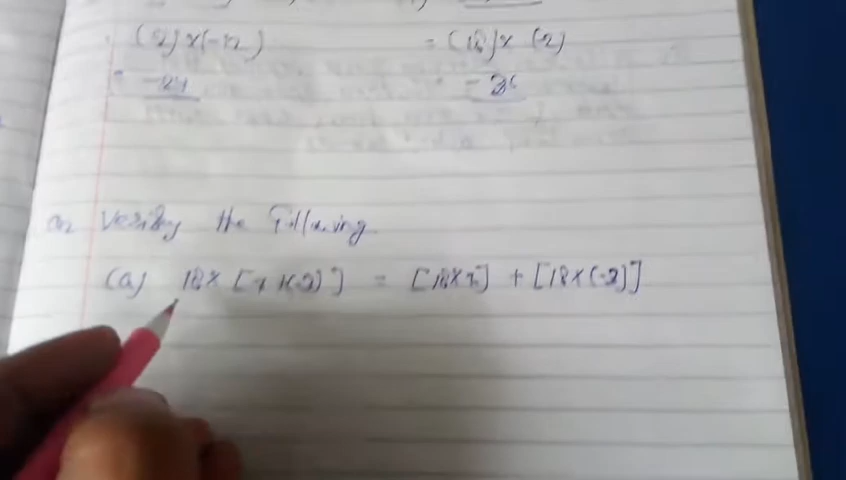 (2) x (-12) = (18) x (-2)
= -24 = - 36
Verify the Following
(a) 18 x [7 + (-3)] = [18 x 7] + [18 x (-3)]